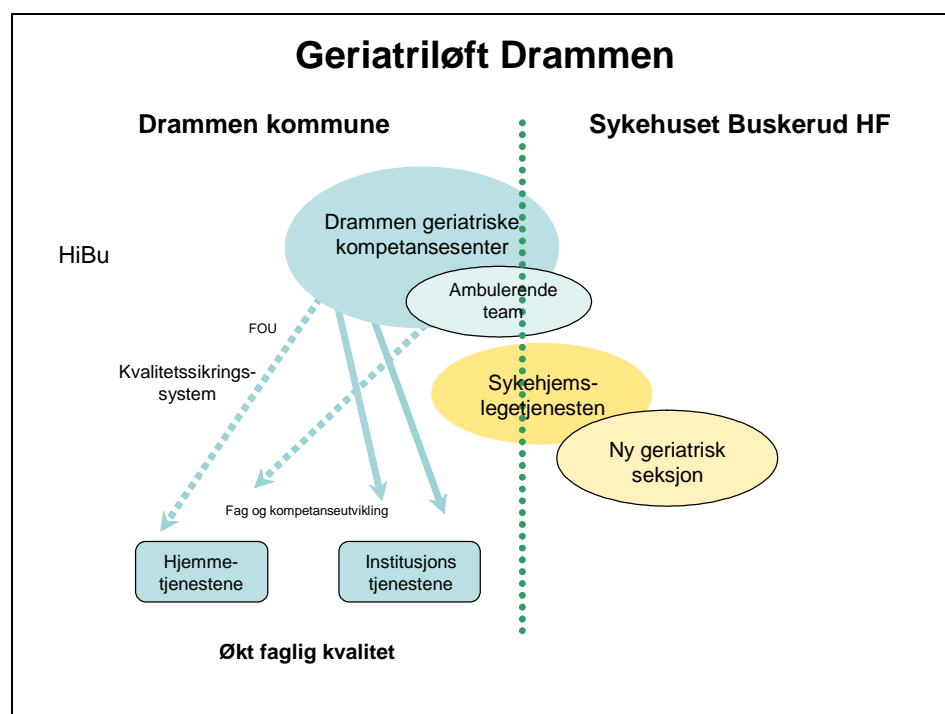 Geriatriløft Drammen
Drammen kommune
Sykehuset Buskerud HF
Drammen geriatriske
kompetansesenter
HiBu
Ambulerende
team
FOU
Kvalitetssikrings-
system
Sykehjems-
legetjenesten
Ny geriatrisk
seksjon
Fag og kompetanseutvikling
Hjemme-
tjenestene
Institusjons
tjenestene
Økt faglig kvalitet